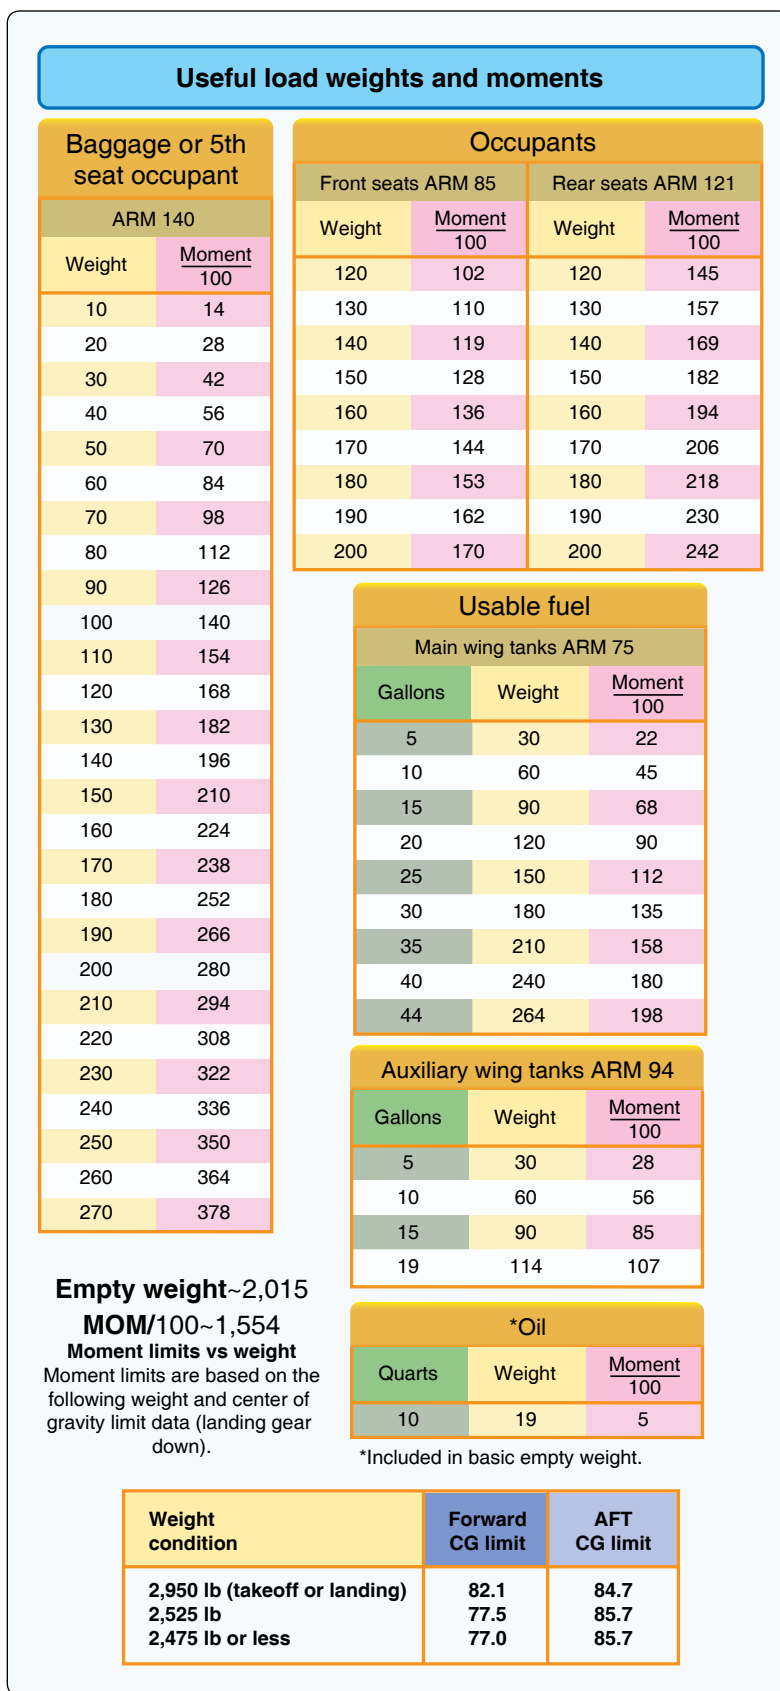 Useful load weights and moments
Baggage or 5th
seat occupant
ARM 140
Weight Moment
100
10 14
20 28
30 42
40 56
50 70
60 84
70 98
80 112
90 126
100 140
110 154
120 168
130 182
140 196
150 210
160 224
170 238
180 252
190 266
200 280
210 294
220 308
230 322
240 336
250 350
260 364
270 378
Occupants
Front seats ARM 85 Rear seats ARM 121
Weight Moment Weight Moment
100 100
120 102 120 145
130 110 130 157
140 119 140 169
150 128 150 182
160 136 160 194
170 144 170 206
180 153 180 218
190 162 190 230
200 170 200 242
Usable fuel
Main wing tanks ARM 75
Gallons Weight Moment
100
5 30 22
10 60 45
15 90 68
20 120 90
25 150 112
30 180 135
35 210 158
40 240 180
44 264 198
Auxiliary wing tanks ARM 94
Gallons Weight Moment
100
5 30 28
10 60 56
15 90 85
19 114 107
*Oil
Quarts Weight Moment
100
10 19 5
*Included in basic empty weight.
Empty weight~2,015
MOM/100~1,554
Moment limits vs weight
Moment limits are based on the
following weight and center of
gravity limit data (landing gear
down).
Weight Forward AFT
condition CG limit CG limit
2,950 lb (takeoff or landing) 82.1 84.7
2,525 lb 77.5 85.7
2,475 lb or less 77.0 85.7